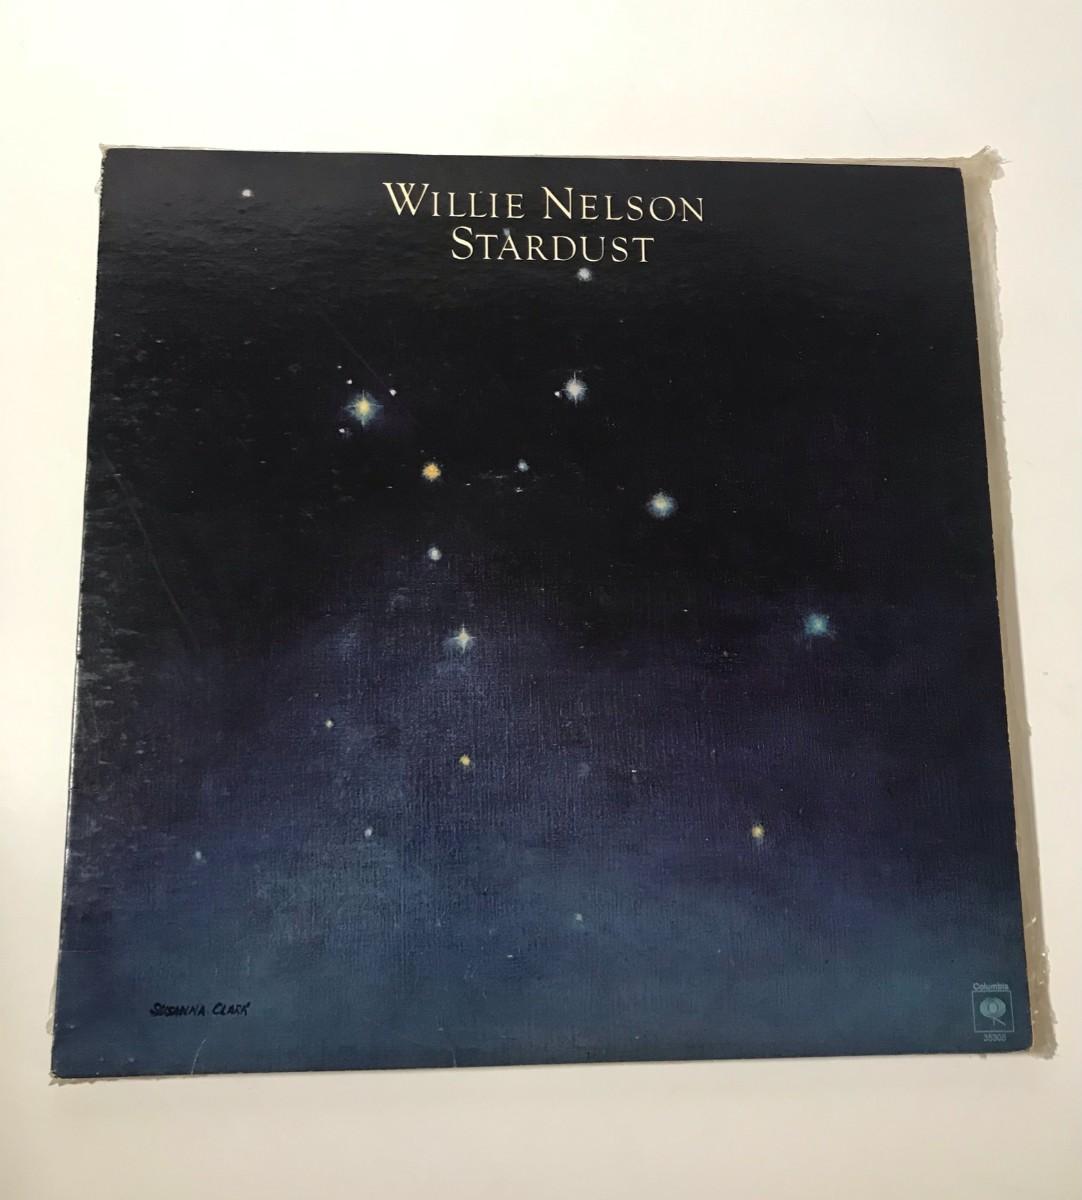 WILLIE NELSON
STARDUST
SUSANNA CLARK
Columbia
35305